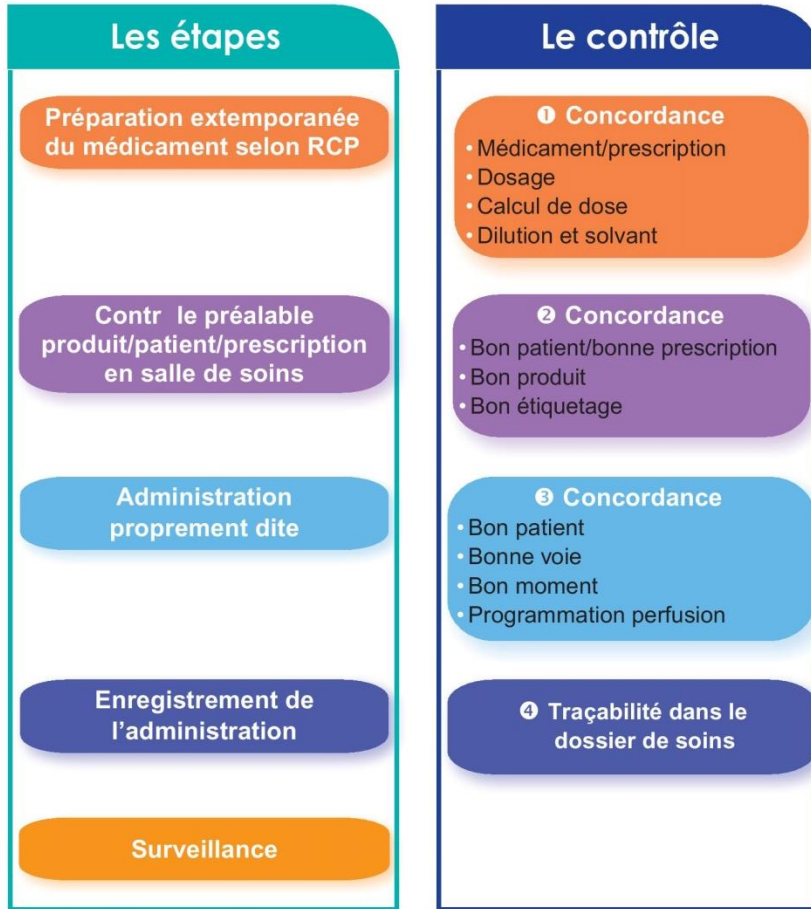 Les étapes
Préparation extemporanée
du médicament selon RCP
Contr le préalable
produit/patient/prescription
en salle de soins
Administration
proprement dite
Enregistrement de
l’administration
Surveillance
Le contrôle
❶ Concordance
• Médicament/prescription
• Dosage
• Calcul de dose
• Dilution et solvant
❷ Concordance
• Bon patient/bonne prescription
• Bon produit
• Bon étiquetage
❸ Concordance
• Bon patient
• Bonne voie
• Bon moment
• Programmation perfusion
❹ Traçabilité dans le
dossier de soins